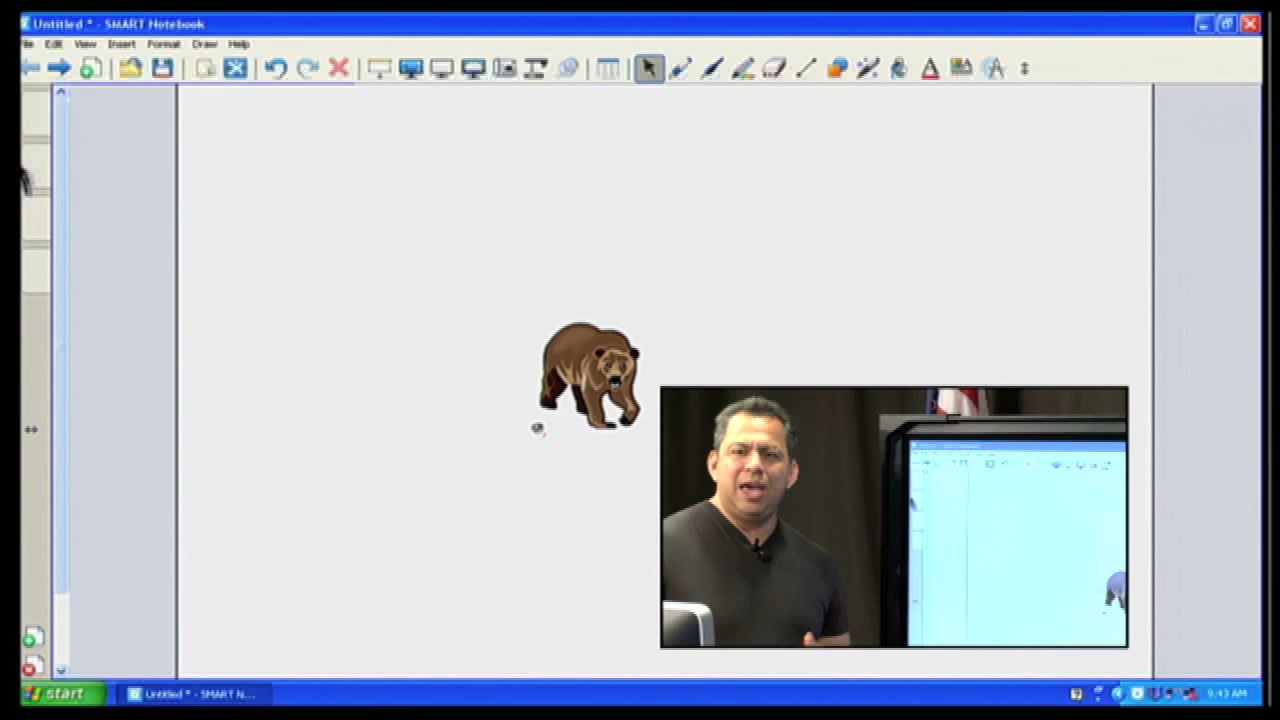 Untitled * - SMART Notebook
File Edit View Insert Format Draw Help
start
Untitled * - SMART N...
9:43 AM